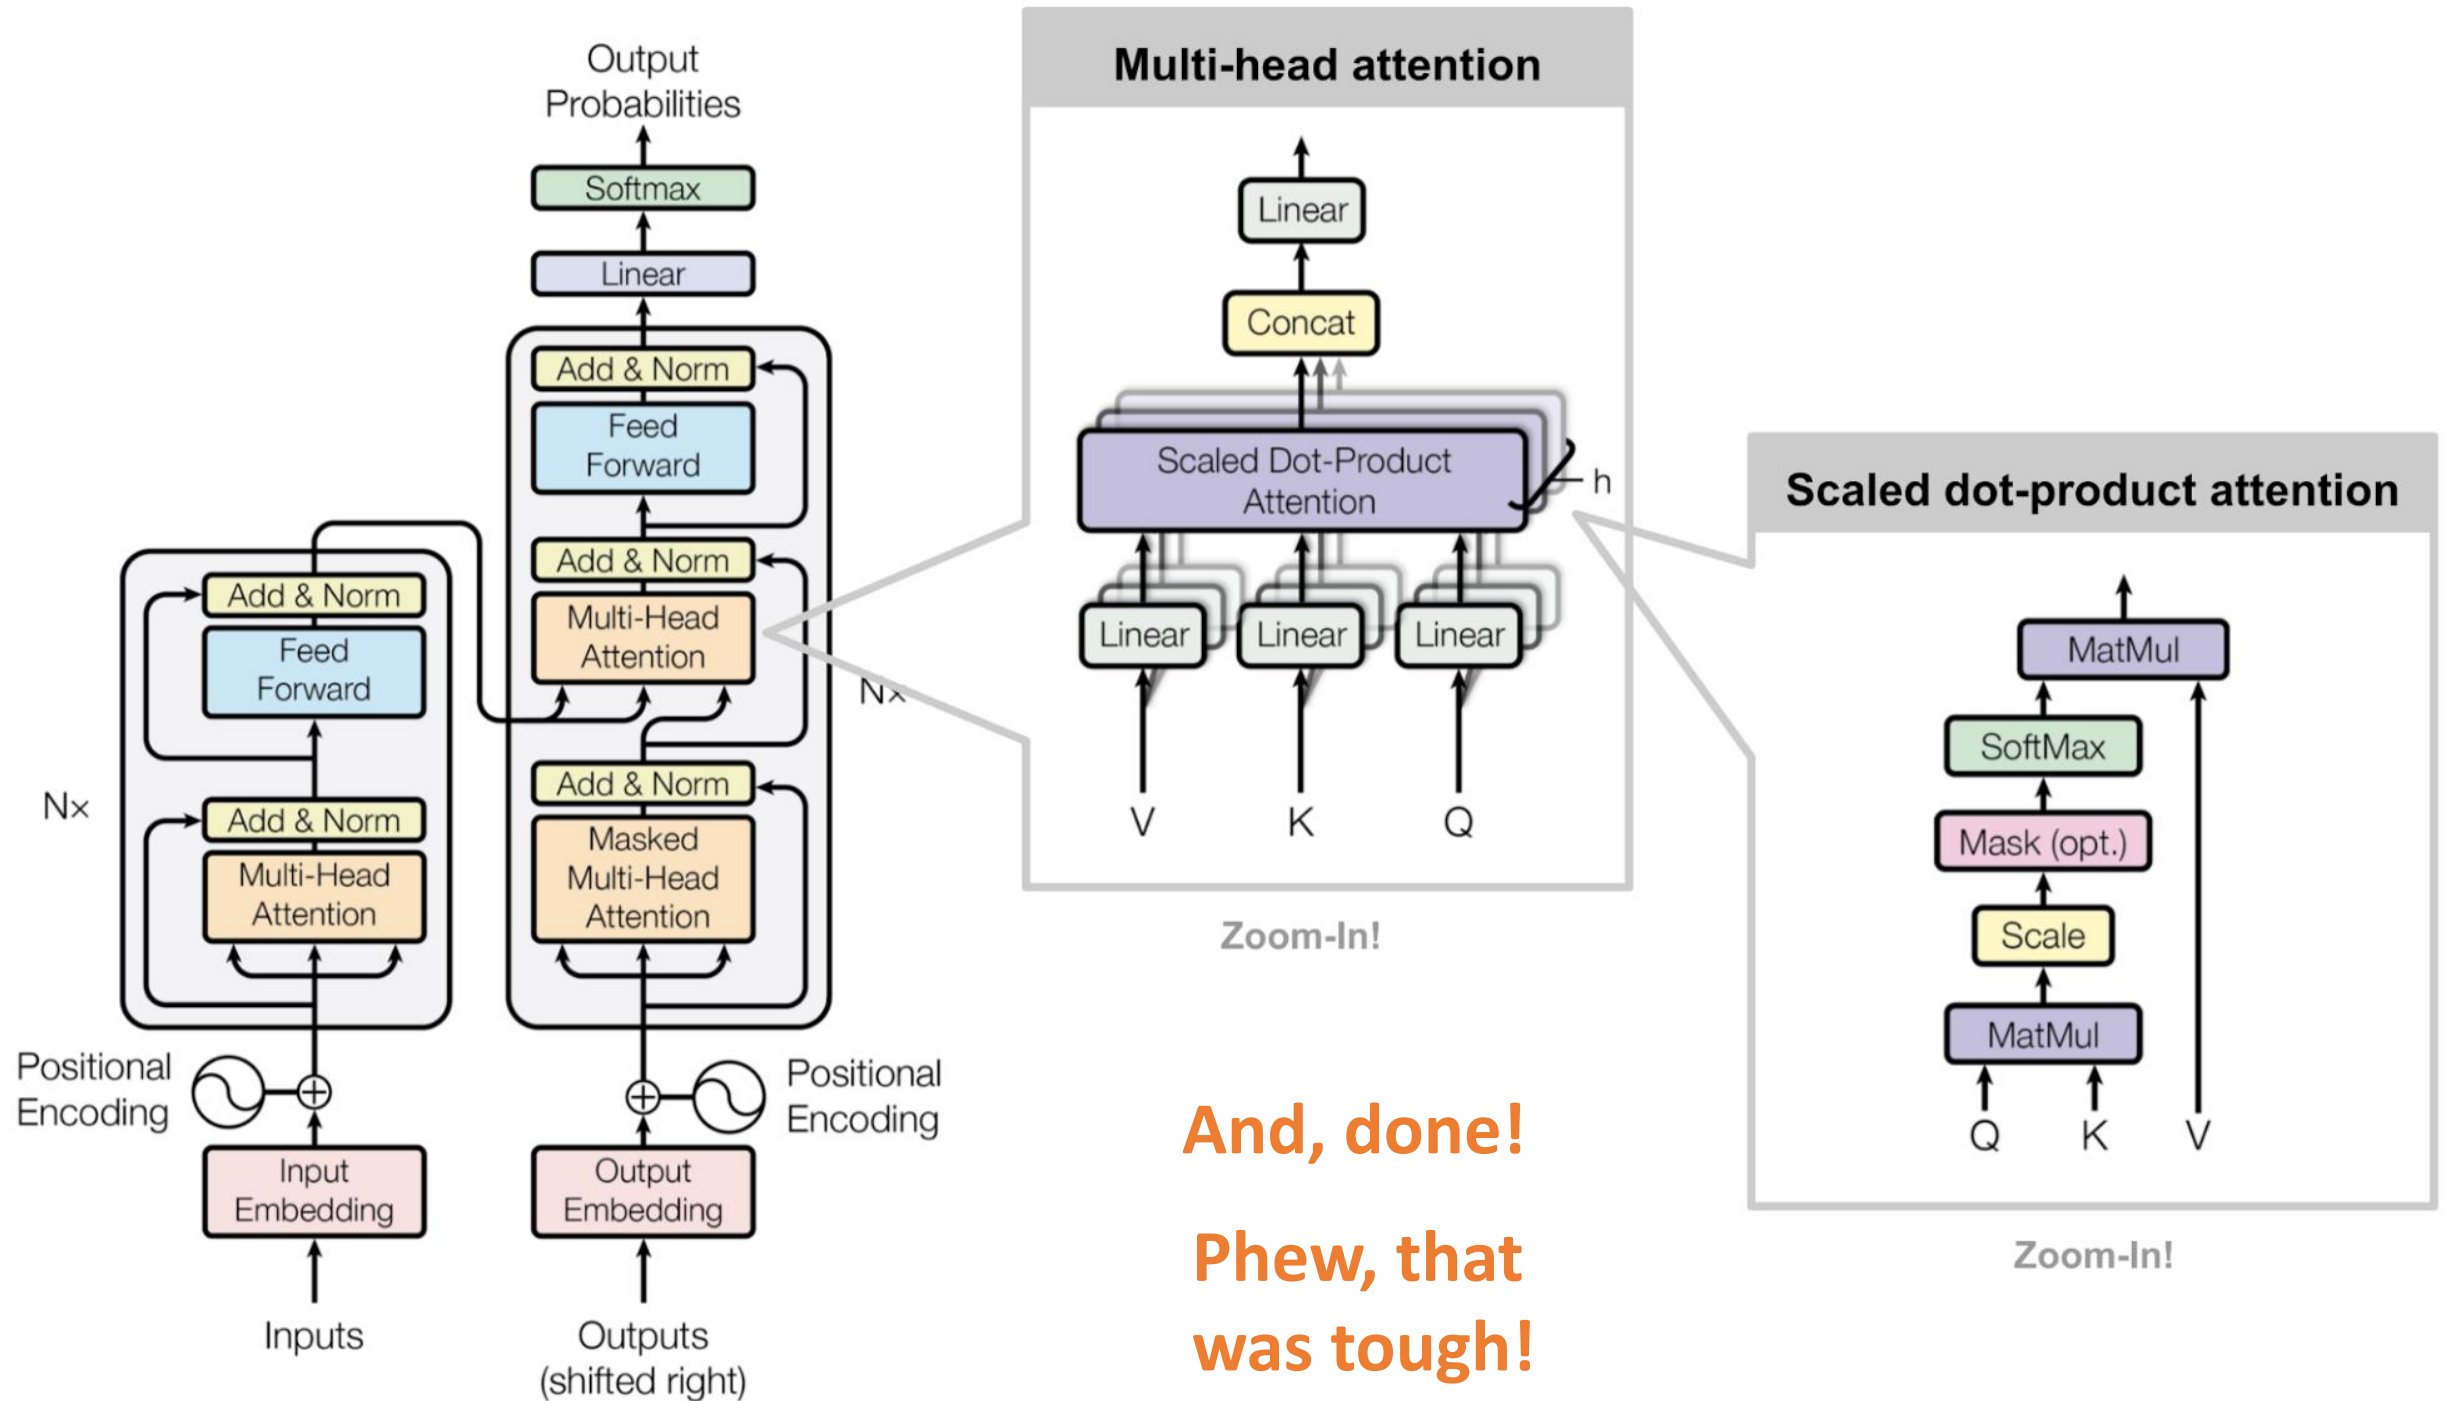 Output
Probabilities
Softmax
Linear
Add & Norm
Feed
Forward
Add & Norm
Multi-Head
Attention
Nx
Add & Norm
Masked
Multi-Head
Attention
Positional
Encoding
Output
Embedding
Outputs
(shifted right)
Add & Norm
Feed
Forward
Nx
Add & Norm
Multi-Head
Attention
Positional
Encoding
Input
Embedding
Inputs
Multi-head attention
Linear
Concat
Scaled Dot-Product
Attention
h
Linear
Linear
Linear
V
K
Q
Zoom-In!
Scaled dot-product attention
MatMul
SoftMax
Mask (opt.)
Scale
MatMul
Q
K
V
Zoom-In!
And, done!
Phew, that
was tough!